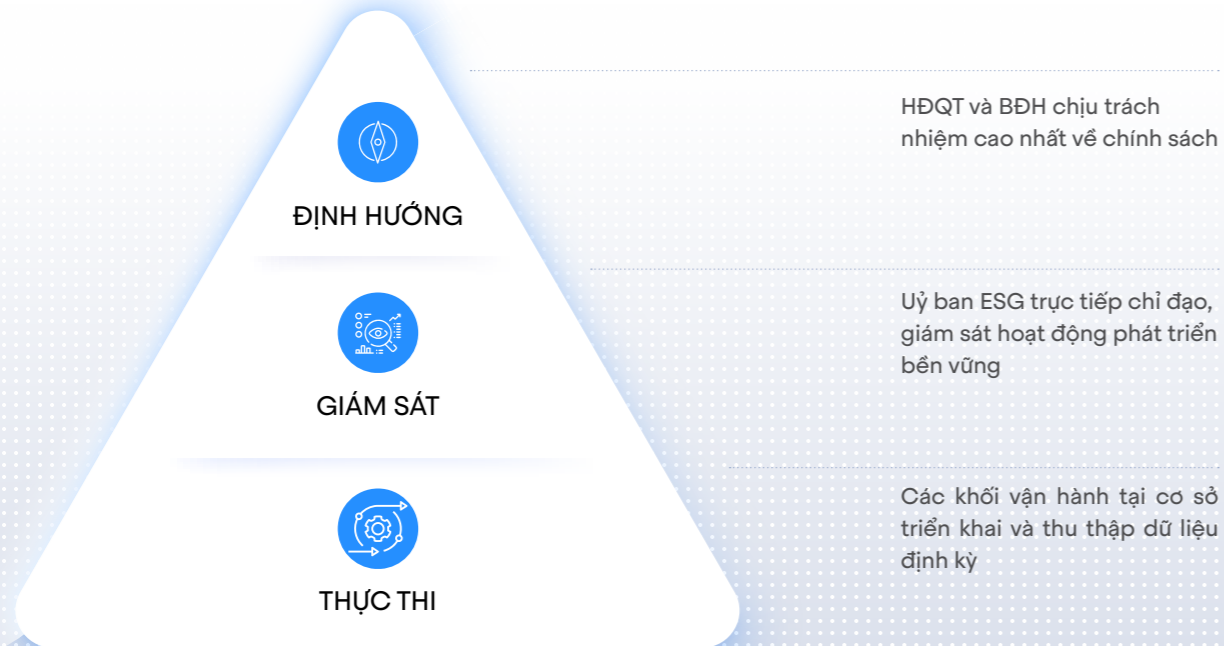 HĐQT và BĐH chịu trách
nhiệm cao nhất về chính sách
ĐỊNH HƯỚNG
Uỷ ban ESG trực tiếp chỉ đạo,
giám sát hoạt động phát triển
bền vững
GIÁM SÁT
Các khối vận hành tại cơ sở
triển khai và thu thập dữ liệu
định kỳ
THỰC THI